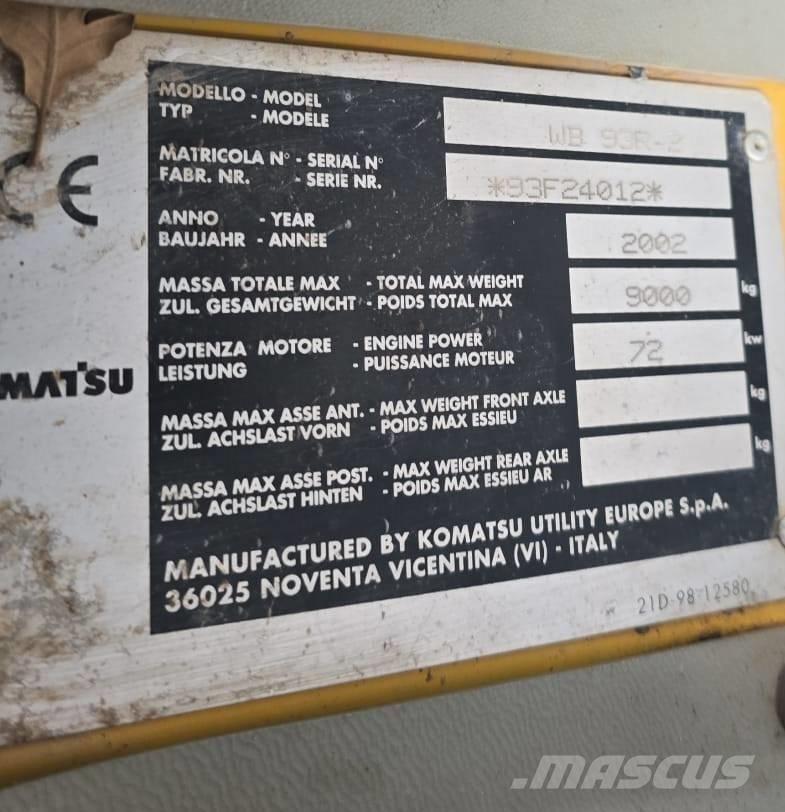 MODELLO - MODEL
TYP - MODELE
WB 93R-2
MATRICOLA N° - SERIAL N°
FABR. NR. - SERIE NR.
*93F24012*
ANNO - YEAR
BAUJAHR - ANNEE
2002
MASSA TOTALE MAX - TOTAL MAX WEIGHT
ZUL. GESAMTGEWICHT - POIDS TOTAL MAX
9000 kg
POTENZA MOTORE - ENGINE POWER
LEISTUNG - PUISSANCE MOTEUR
72 kw
MASSA MAX ASSE ANT. - MAX WEIGHT FRONT AXLE
ZUL. ACHSLAST VORN - POIDS MAX ESSIEU
kg
MASSA MAX ASSE POST. - MAX WEIGHT REAR AXLE
ZUL. ACHSLAST HINTEN - POIDS MAX ESSIEU AR
kg
MANUFACTURED BY KOMATSU UTILITY EUROPE S.p.A.
36025 NOVENTA VICENTINA (VI) - ITALY
21D-98-12580
CE
MATSU
MASCUS